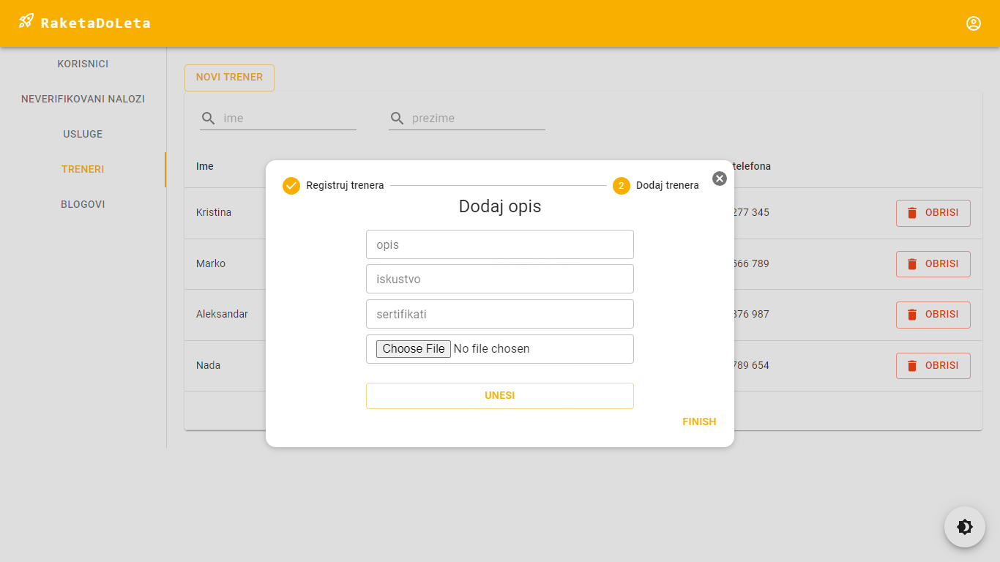 RaketaDoLeta
KORISNICI
NEVERIFIKOVANI NALOZI
USLUGE
TRENERI
BLOGOVI
NOVI TRENER
ime
prezime
Ime
telefona
Registruj trenera
2
Dodaj trenera
Dodaj opis
opis
iskustvo
sertifikati
Choose File No file chosen
UNESI
FINISH
Kristina
277 345
OBRISI
Marko
566 789
OBRISI
Aleksandar
876 987
OBRISI
Nada
789 654
OBRISI